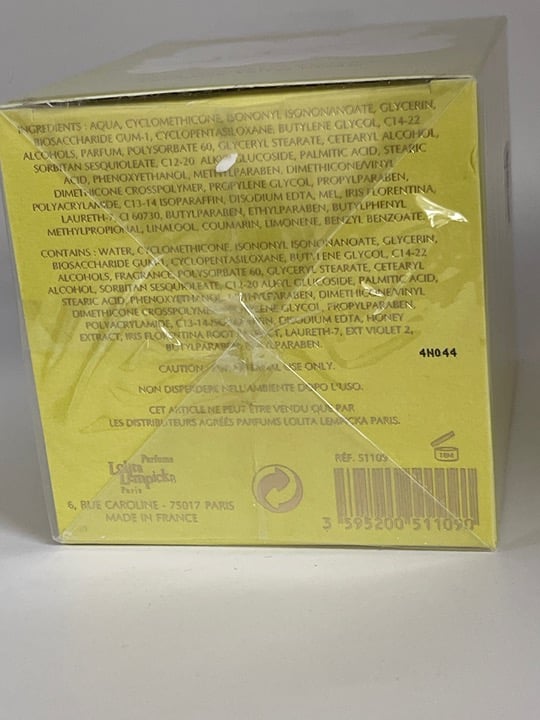 INGREDIENTS : AQUA, CYCLOMETHICONE, ISONONYL ISONONANOATE, GLYCERIN,
BIOSACCHARIDE GUM-1, CYCLOPENTASILOXANE, BUTYLENE GLYCOL, C14-22
ALCOHOLS, PARFUM, POLYSORBATE 60, GLYCERYL STEARATE, CETEARYL ALCOHOL,
SORBITAN SESQUIOLEATE, C12-20 ALKYL GLUCOSIDE, PALMITIC ACID, STEARIC
ACID, PHENOXYETHANOL, METHYLPARABEN, DIMETHICONE/VINYL
DIMETHICONE CROSSPOLYMER, PROPYLENE GLYCOL, PROPYLPARABEN,
POLYACRYLAMIDE, C13-14 ISOPARAFFIN, DISODIUM EDTA, MEL, IRIS FLORENTINA,
LAURETH-7, CI 60730, BUTYLPARABEN, ETHYLPARABEN, BUTYLPHENYL
METHYLPROPIONAL, LINALOOL, COUMARIN, LIMONENE, BENZYL BENZOATE.
CONTAINS : WATER, CYCLOMETHICONE, ISONONYL ISONONANOATE, GLYCERIN,
BIOSACCHARIDE GUM-1, CYCLOPENTASILOXANE, BUTYLENE GLYCOL, C14-22
ALCOHOLS, FRAGRANCE, POLYSORBATE 60, GLYCERYL STEARATE, CETEARYL
ALCOHOL, SORBITAN SESQUIOLEATE, C12-20 ALKYL GLUCOSIDE, PALMITIC ACID,
STEARIC ACID, PHENOXYETHANOL, METHYLPARABEN, DIMETHICONE/VINYL
DIMETHICONE CROSSPOLYMER, PROPYLENE GLYCOL, PROPYLPARABEN,
POLYACRYLAMIDE, C13-14 ISOPARAFFIN, DISODIUM EDTA, HONEY
EXTRACT, IRIS FLORENTINA ROOT EXTRACT, LAURETH-7, EXT VIOLET 2,
BUTYLPARABEN, ETHYLPARABEN.
4N044
CAUTION: EXTERNAL USE ONLY.
NON DISPERDERE NELL'AMBIENTE DOPO L'USO.
CET ARTICLE NE PEUT ÊTRE VENDU QUE PAR
LES DISTRIBUTEURS AGRÉÉS PARFUMS LOLITA LEMPICKA PARIS.
Parfums
Lolita
Lempicka
Paris
6, RUE CAROLINE - 75017 PARIS
MADE IN FRANCE
RÉF. 51109
18M
3 595200 511090